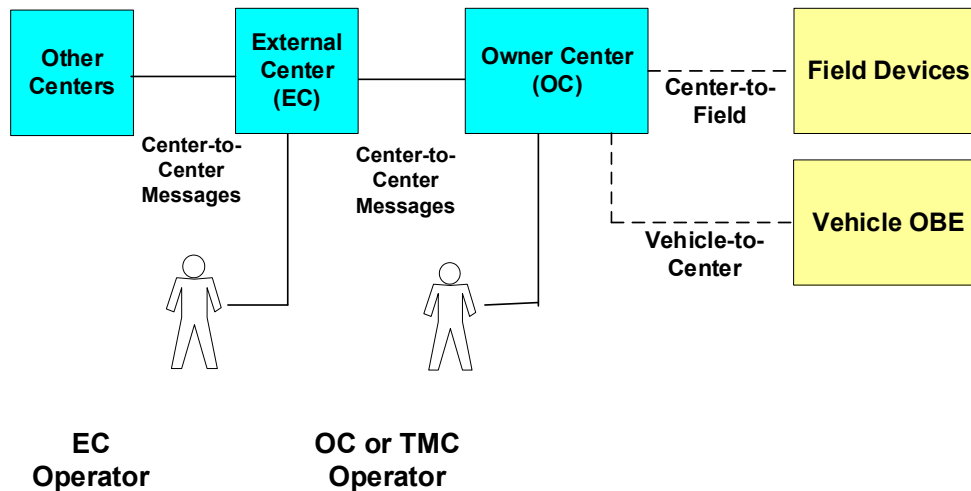 Other
Centers
External
Center
(EC)
Owner Center
(OC)
Field Devices
Center-to-
Field
Center-to-
Center
Messages
Center-to-
Center
Messages
Vehicle OBE
Vehicle-to-
Center
EC
Operator
OC or TMC
Operator